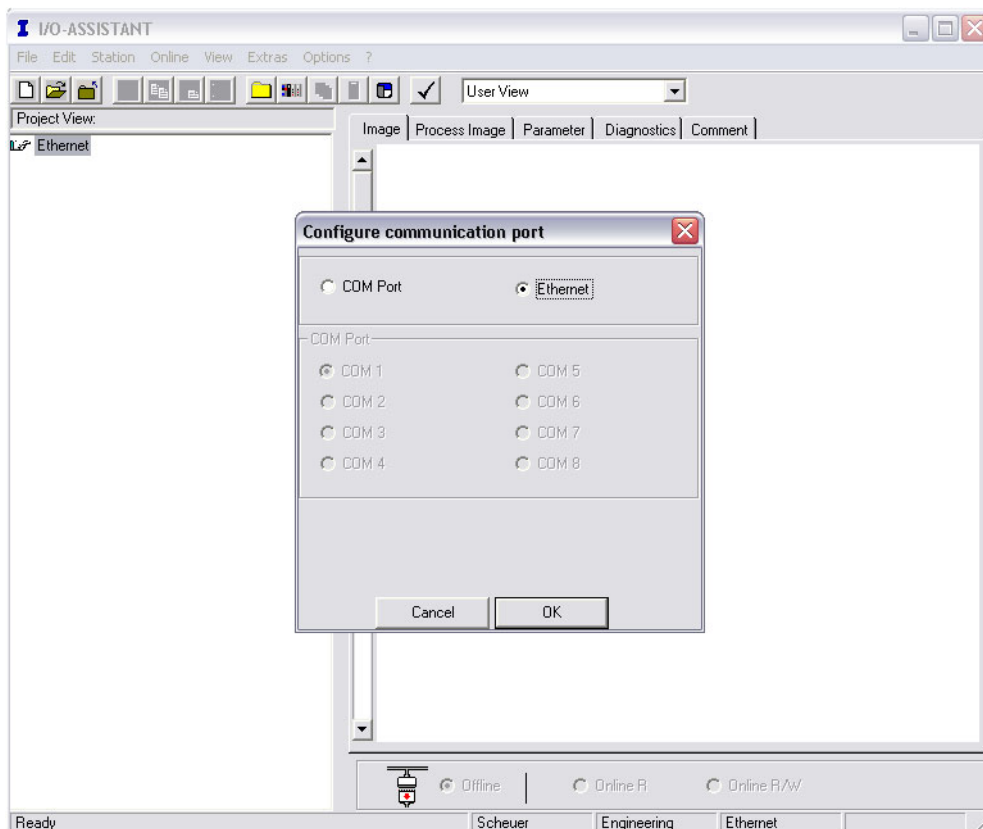 I/O-ASSISTANT
File Edit Station Online View Extras Options ?
User View
Project View:
Image Process Image Parameter Diagnostics Comment
Ethernet
Configure communication port
COM Port Ethernet
COM Port
COM 1 COM 5
COM 2 COM 6
COM 3 COM 7
COM 4 COM 8
Cancel OK
Offline Online R Online R/W
Ready Scheuer Engineering Ethernet